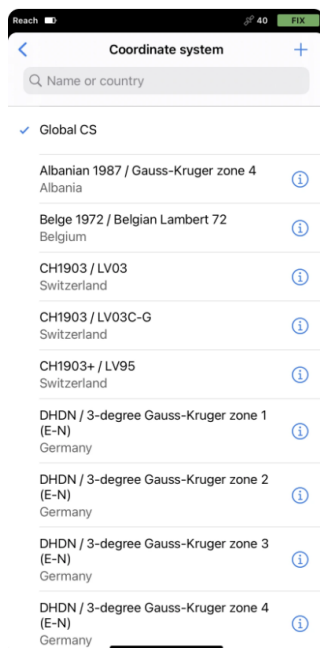 Reach 40 FIX
Coordinate system
Name or country
Global CS
Albanian 1987 / Gauss-Kruger zone 4
Albania
Belge 1972 / Belgian Lambert 72
Belgium
CH1903 / LV03
Switzerland
CH1903 / LV03C-G
Switzerland
CH1903+ / LV95
Switzerland
DHDN / 3-degree Gauss-Kruger zone 1
(E-N)
Germany
DHDN / 3-degree Gauss-Kruger zone 2
(E-N)
Germany
DHDN / 3-degree Gauss-Kruger zone 3
(E-N)
Germany
DHDN / 3-degree Gauss-Kruger zone 4
(E-N)
Germany